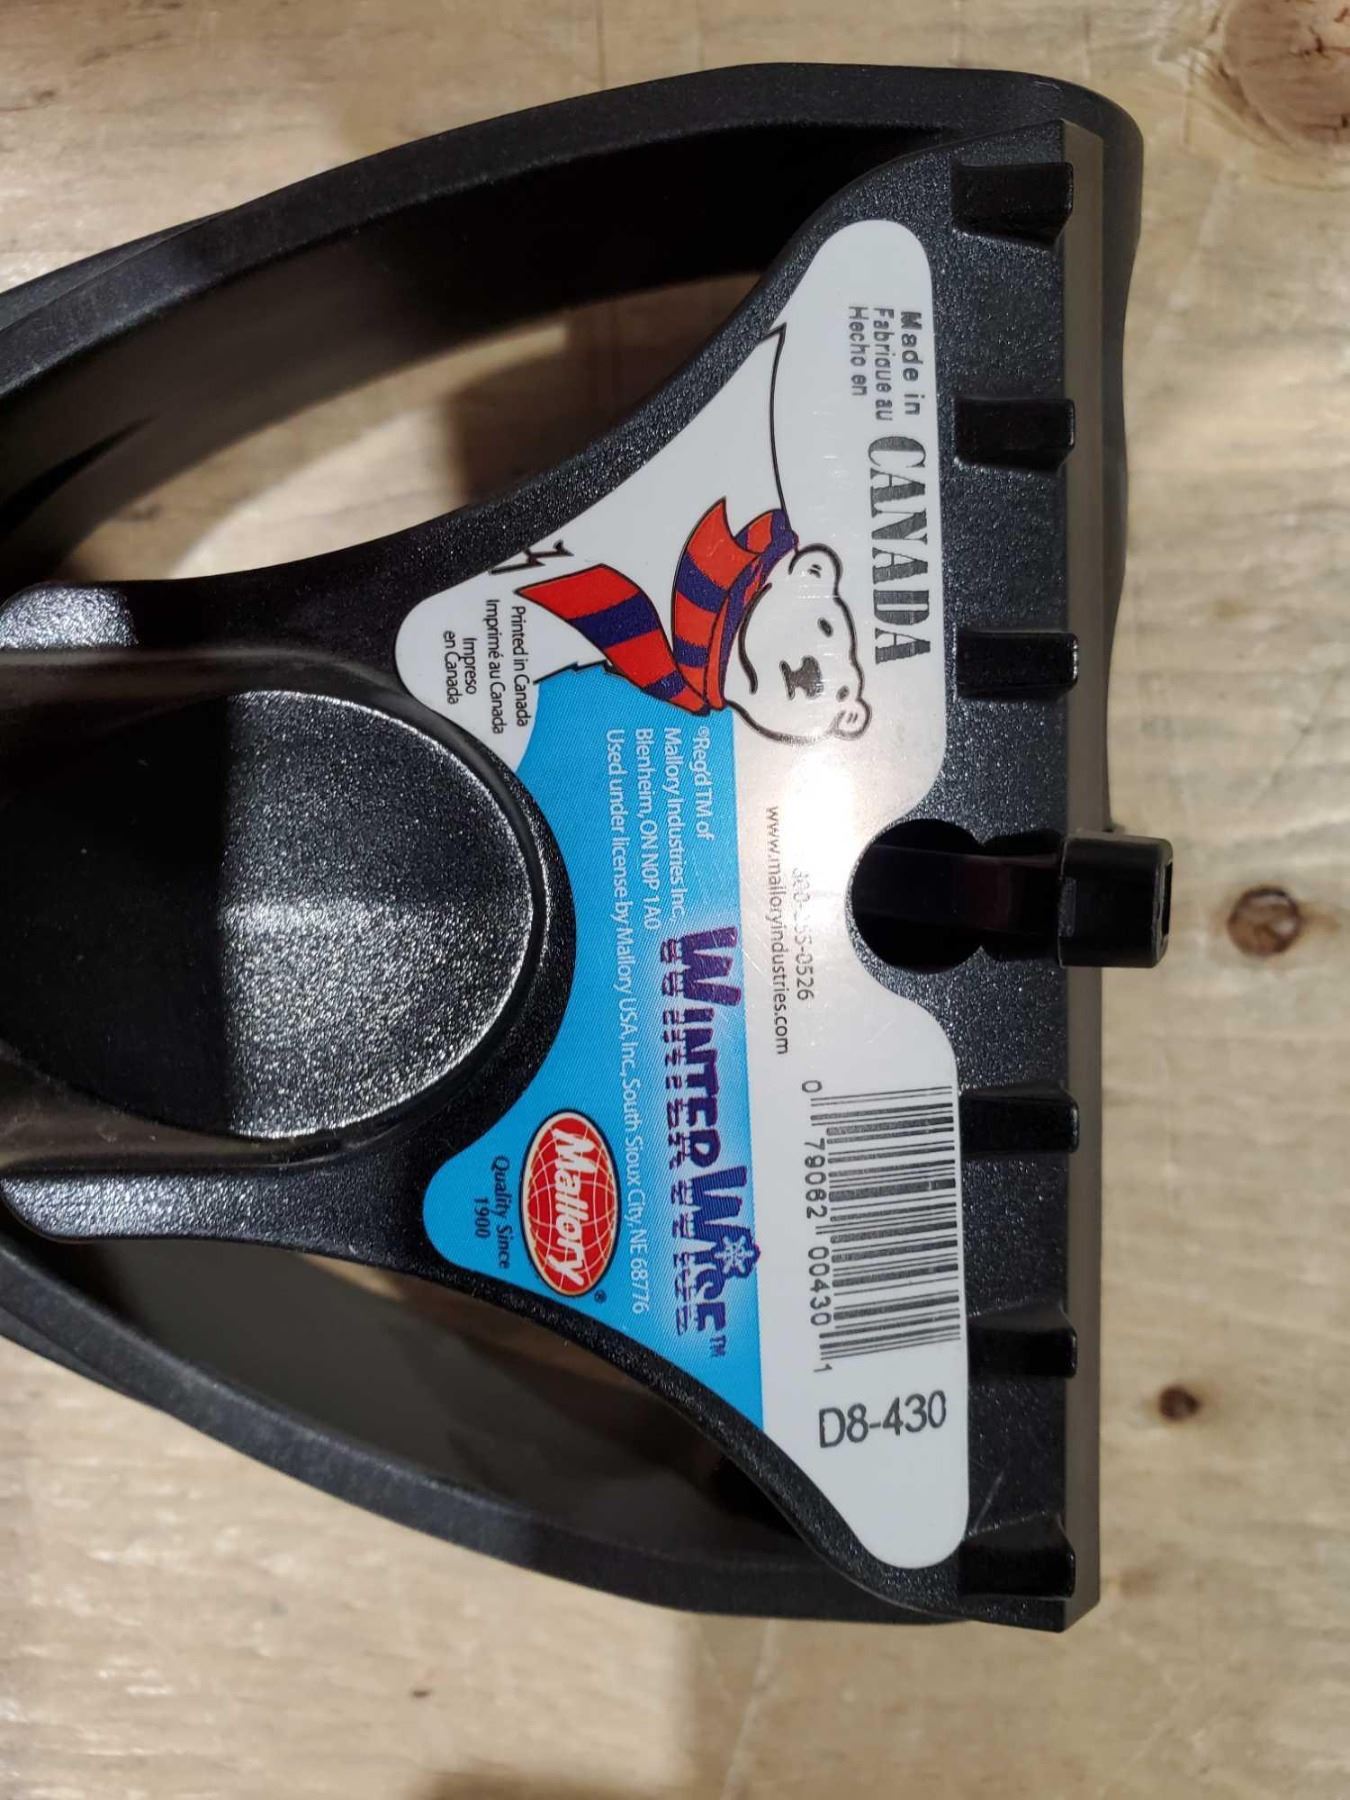 Made in
Fabrique au
Hecho en
CANADA
www.malloryindustries.com
0 79062 00430 1
D8-430
WINTERWISE™
®Reg'd TM of
Mallory Industries Inc.,
Blenheim, ON N0P 1A0
Used under license by Mallory USA, Inc., South Sioux City, NE 68776
Printed in Canada
Imprimé au Canada
Impreso
en Canada
Mallory®
Quality Since
1900